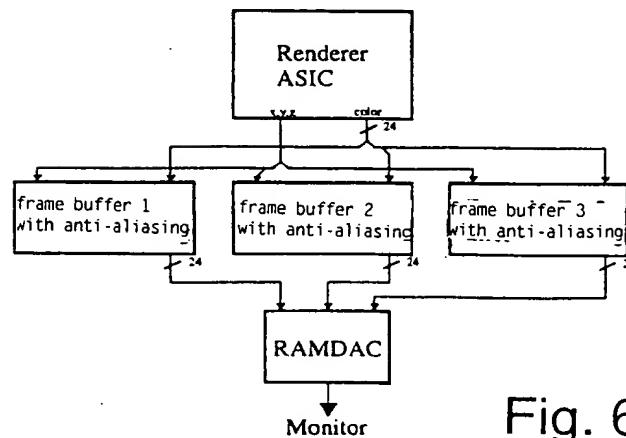 Renderer
ASIC
x,y,z
color
24
frame buffer 1
with anti-aliasing
frame buffer 2
with anti-aliasing
frame buffer 3
with anti-aliasing
24
24
RAMDAC
Monitor
Fig. 6